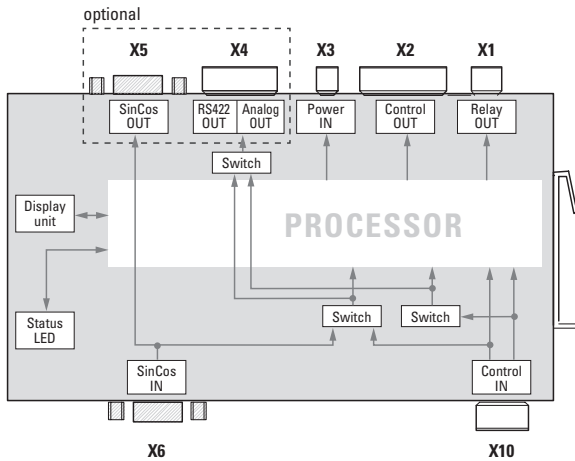 optional
X5 X4 X3 X2 X1
SinCos OUT
RS422 OUT
Analog OUT
Power IN
Control OUT
Relay OUT
Switch
Display unit
PROCESSOR
Status LED
Switch
Switch
SinCos IN
Control IN
X6 X10